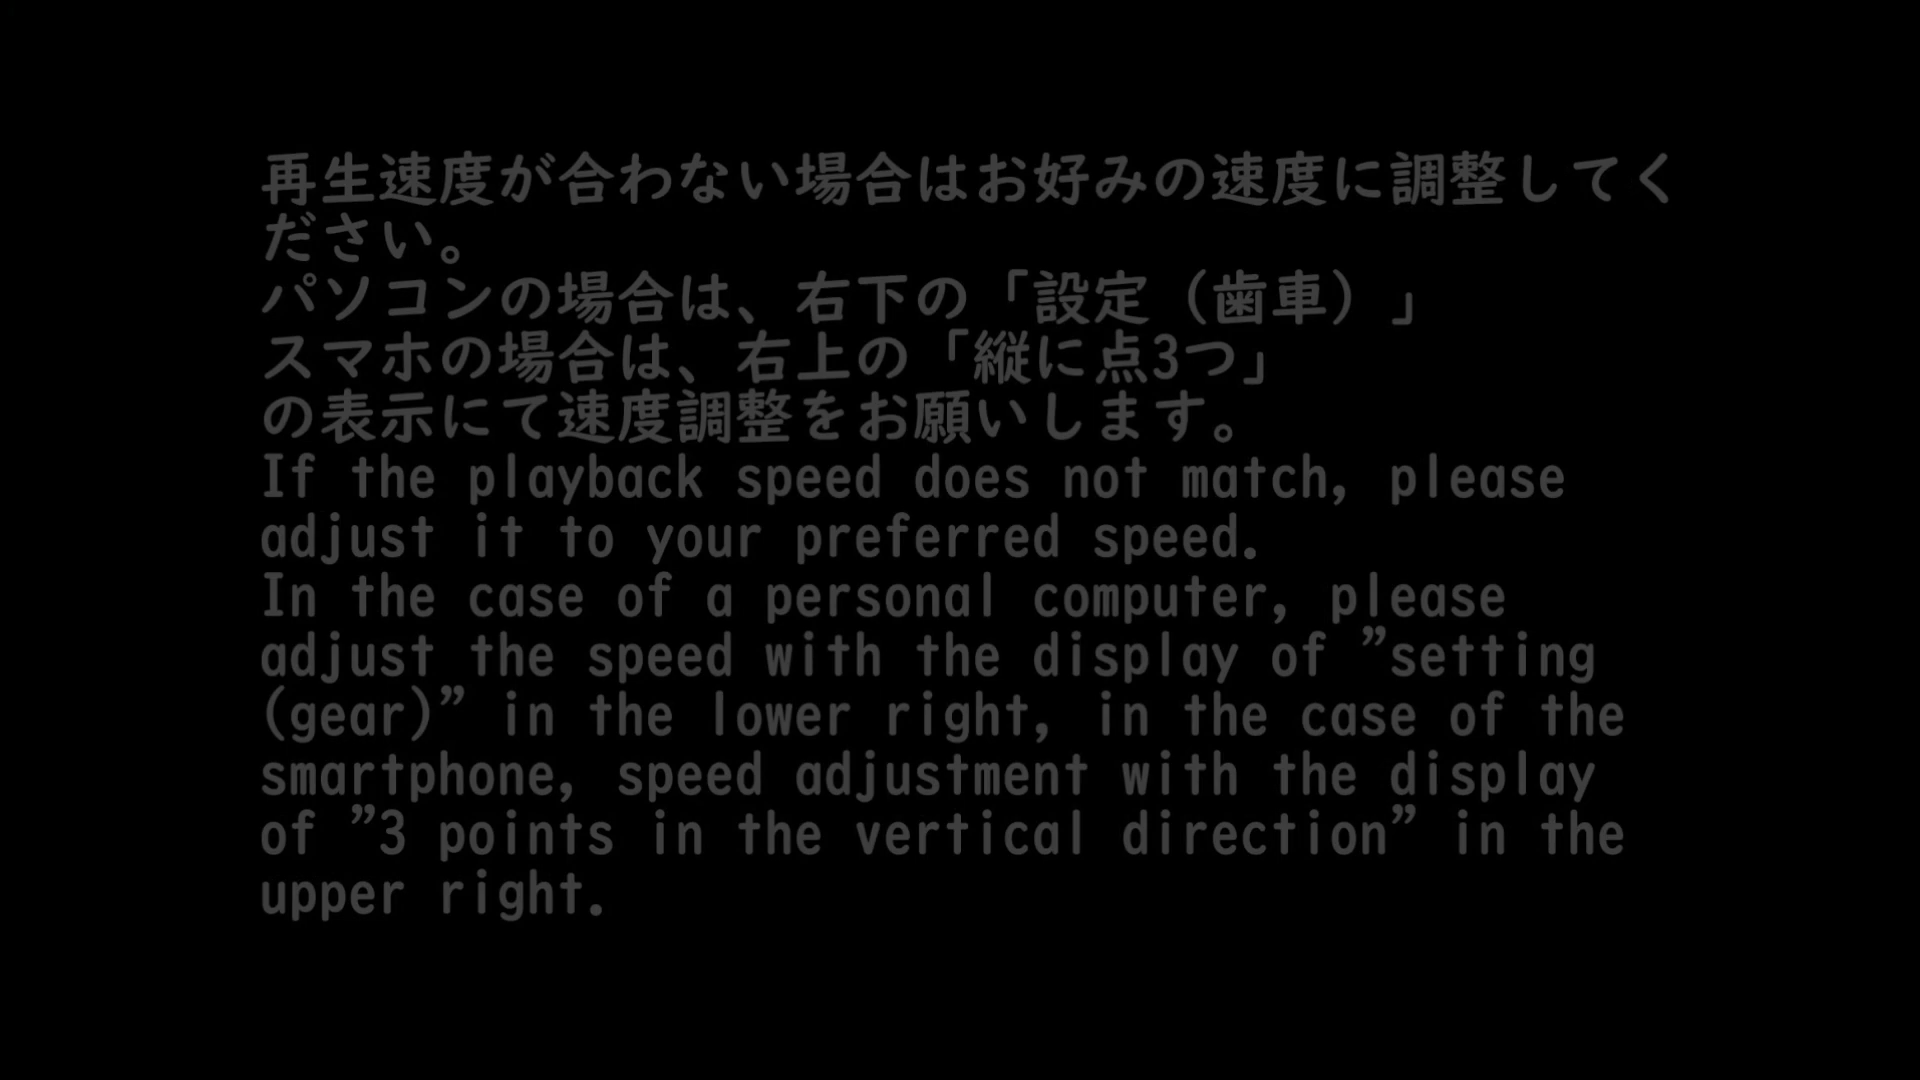 再生速度が合わない場合はお好みの速度に調整してく
ださい。
パソコンの場合は、右下の「設定（歯車）」
スマホの場合は、右上の「縦に点3つ」
の表示にて速度調整をお願いします。
If the playback speed does not match, please
adjust it to your preferred speed.
In the case of a personal computer, please
adjust the speed with the display of ”setting
(gear)” in the lower right, in the case of the
smartphone, speed adjustment with the display
of ”3 points in the vertical direction” in the
upper right.